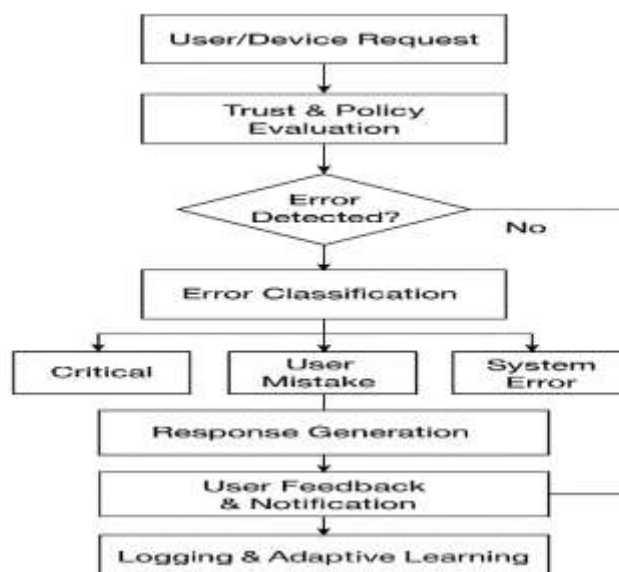 User/Device Request
Trust & Policy
Evaluation
Error
Detected?
No
Error Classification
Critical
User
Mistake
System
Error
Response Generation
User Feedback
& Notification
Logging & Adaptive Learning